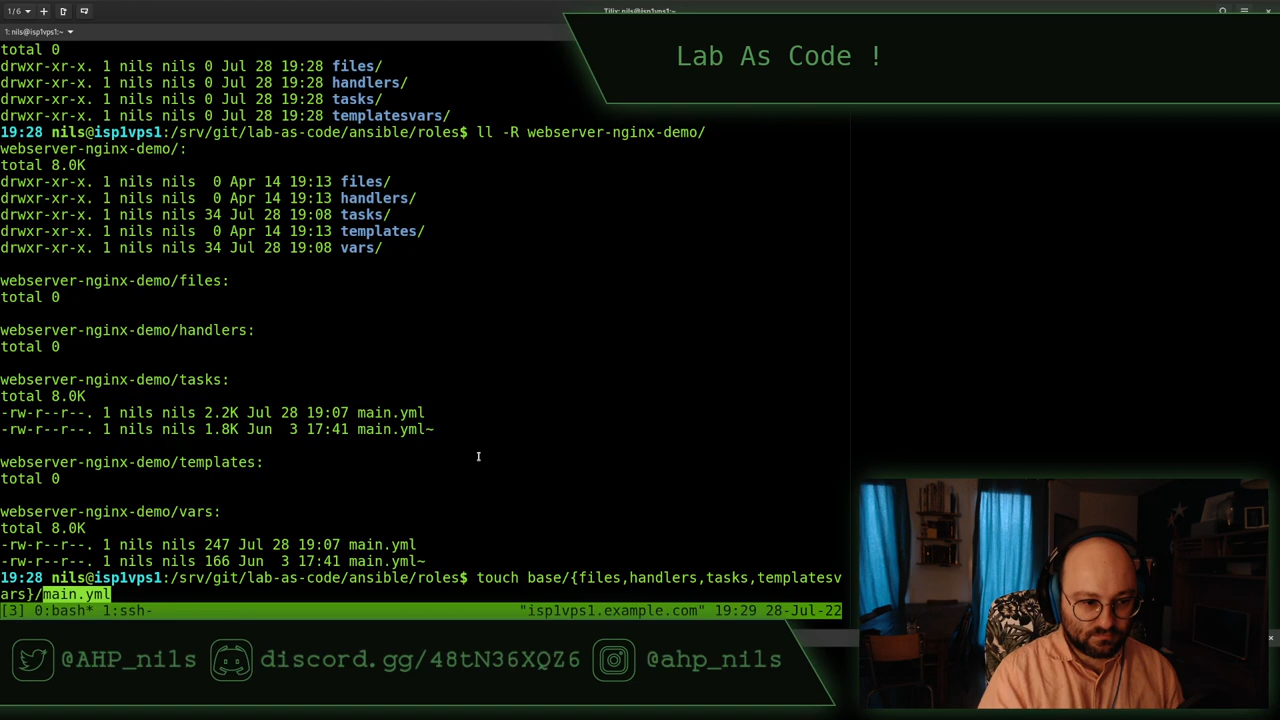 1/6
Tilix: nils@isp1vps1:~
1: nils@isp1vps1:~
Lab As Code !
total 0
drwxr-xr-x. 1 nils nils 0 Jul 28 19:28 files/
drwxr-xr-x. 1 nils nils 0 Jul 28 19:28 handlers/
drwxr-xr-x. 1 nils nils 0 Jul 28 19:28 tasks/
drwxr-xr-x. 1 nils nils 0 Jul 28 19:28 templatesvars/
19:28 nils@isp1vps1:/srv/git/lab-as-code/ansible/roles$ ll -R webserver-nginx-demo/
webserver-nginx-demo/:
total 8.0K
drwxr-xr-x. 1 nils nils  0 Apr 14 19:13 files/
drwxr-xr-x. 1 nils nils  0 Apr 14 19:13 handlers/
drwxr-xr-x. 1 nils nils 34 Jul 28 19:08 tasks/
drwxr-xr-x. 1 nils nils  0 Apr 14 19:13 templates/
drwxr-xr-x. 1 nils nils 34 Jul 28 19:08 vars/
webserver-nginx-demo/files:
total 0
webserver-nginx-demo/handlers:
total 0
webserver-nginx-demo/tasks:
total 8.0K
-rw-r--r--. 1 nils nils 2.2K Jul 28 19:07 main.yml
-rw-r--r--. 1 nils nils 1.8K Jun  3 17:41 main.yml~
webserver-nginx-demo/templates:
total 0
webserver-nginx-demo/vars:
total 8.0K
-rw-r--r--. 1 nils nils 247 Jul 28 19:07 main.yml
-rw-r--r--. 1 nils nils 166 Jun  3 17:41 main.yml~
19:28 nils@isp1vps1:/srv/git/lab-as-code/ansible/roles$ touch base/{files,handlers,tasks,templatesv
ars}/main.yml
[3] 0:bash* 1:ssh- "isp1vps1.example.com" 19:29 28-Jul-22
@AHP_nils discord.gg/48tN36XQZ6 @ahp_nils